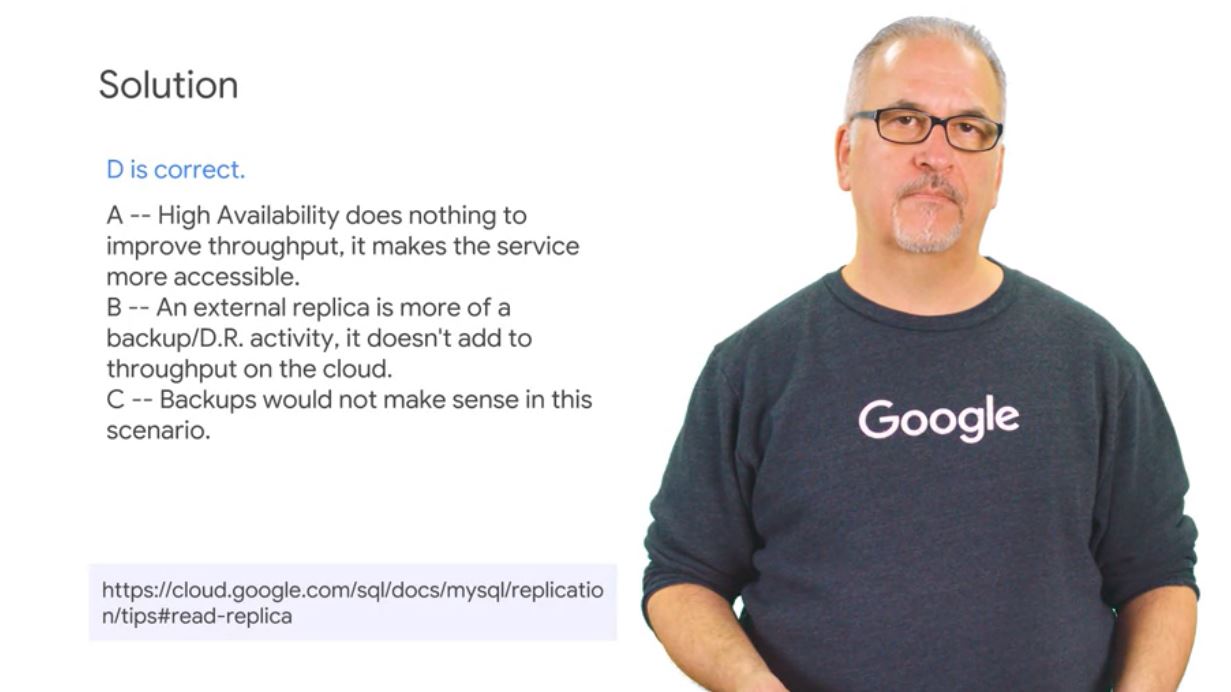 Solution
D is correct.
A -- High Availability does nothing to
improve throughput, it makes the service
more accessible.
B -- An external replica is more of a
backup/D.R. activity, it doesn't add to
throughput on the cloud.
C -- Backups would not make sense in this
scenario.
https://cloud.google.com/sql/docs/mysql/replicatio
n/tips#read-replica
Google